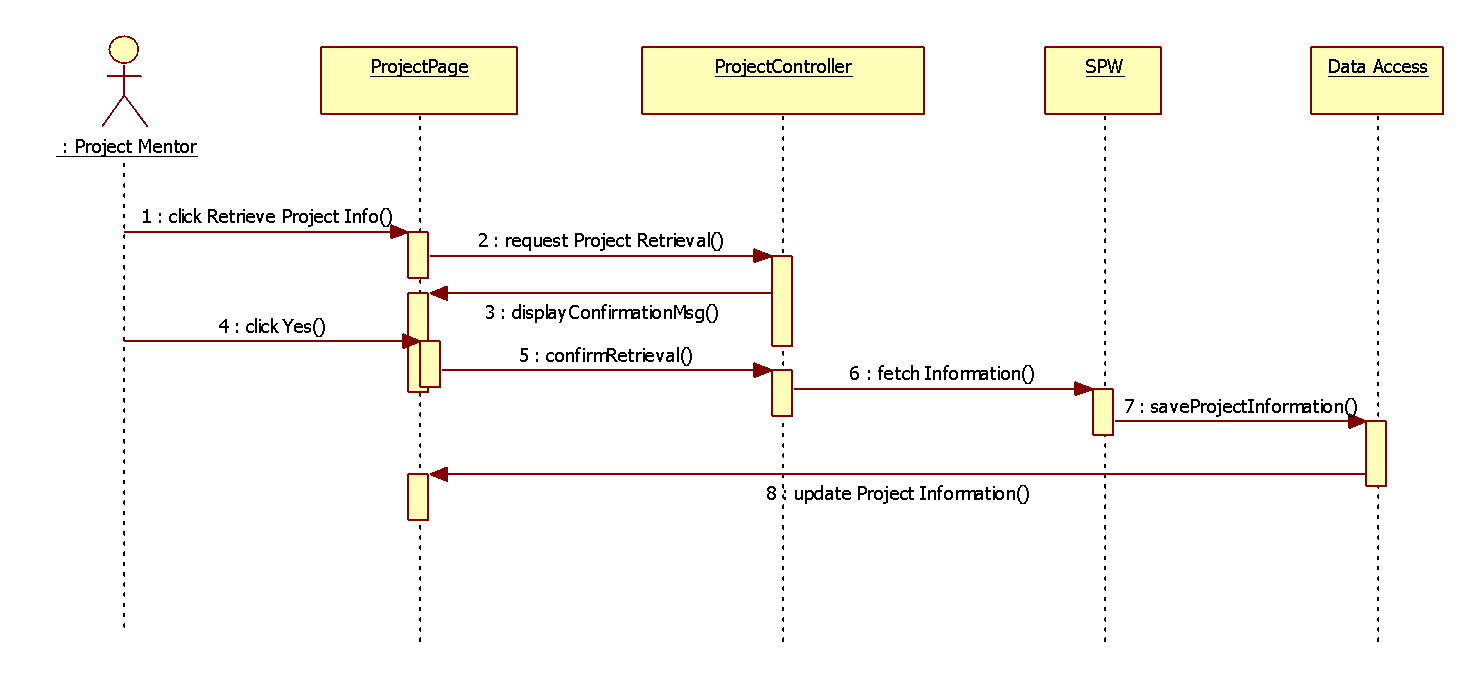 ProjectPage
ProjectController
SPW
Data Access
: Project Mentor
1 : click Retrieve Project Info()
2 : request Project Retrieval()
3 : displayConfirmationMsg()
4 : click Yes()
5 : confirmRetrieval()
6 : fetch Information()
7 : saveProjectInformation()
8 : update Project Information()